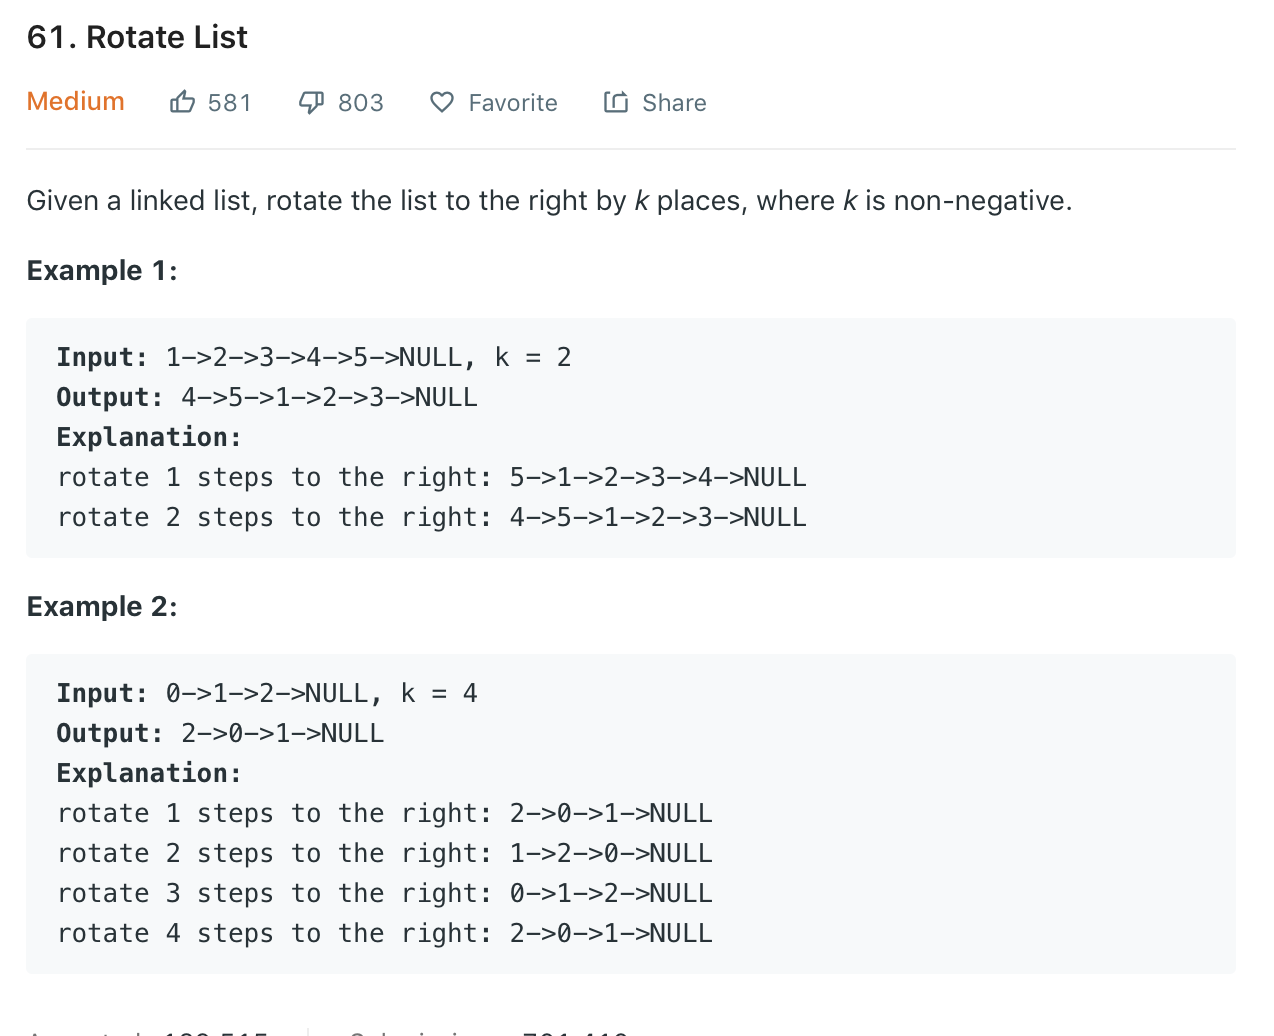 61. Rotate List
Medium 581 803 Favorite Share
Given a linked list, rotate the list to the right by k places, where k is non-negative.
Example 1:
Input: 1->2->3->4->5->NULL, k = 2
Output: 4->5->1->2->3->NULL
Explanation:
rotate 1 steps to the right: 5->1->2->3->4->NULL
rotate 2 steps to the right: 4->5->1->2->3->NULL
Example 2:
Input: 0->1->2->NULL, k = 4
Output: 2->0->1->NULL
Explanation:
rotate 1 steps to the right: 2->0->1->NULL
rotate 2 steps to the right: 1->2->0->NULL
rotate 3 steps to the right: 0->1->2->NULL
rotate 4 steps to the right: 2->0->1->NULL